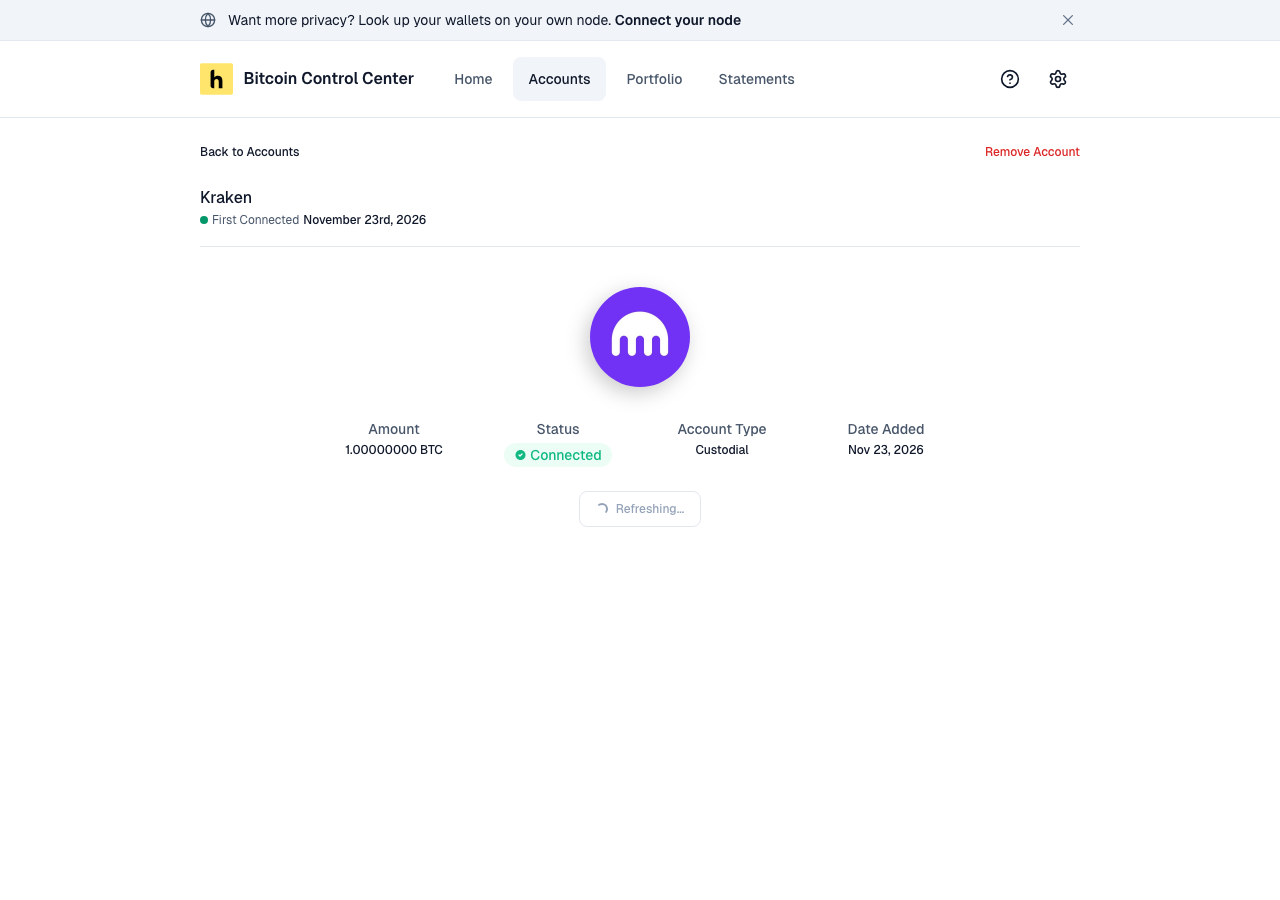 Want more privacy? Look up your wallets on your own node. Connect your node
h Bitcoin Control Center Home Accounts Portfolio Statements
Back to Accounts Remove Account
Kraken
First Connected November 23rd, 2026
Amount Status Account Type Date Added
1.00000000 BTC Connected Custodial Nov 23, 2026
Refreshing...